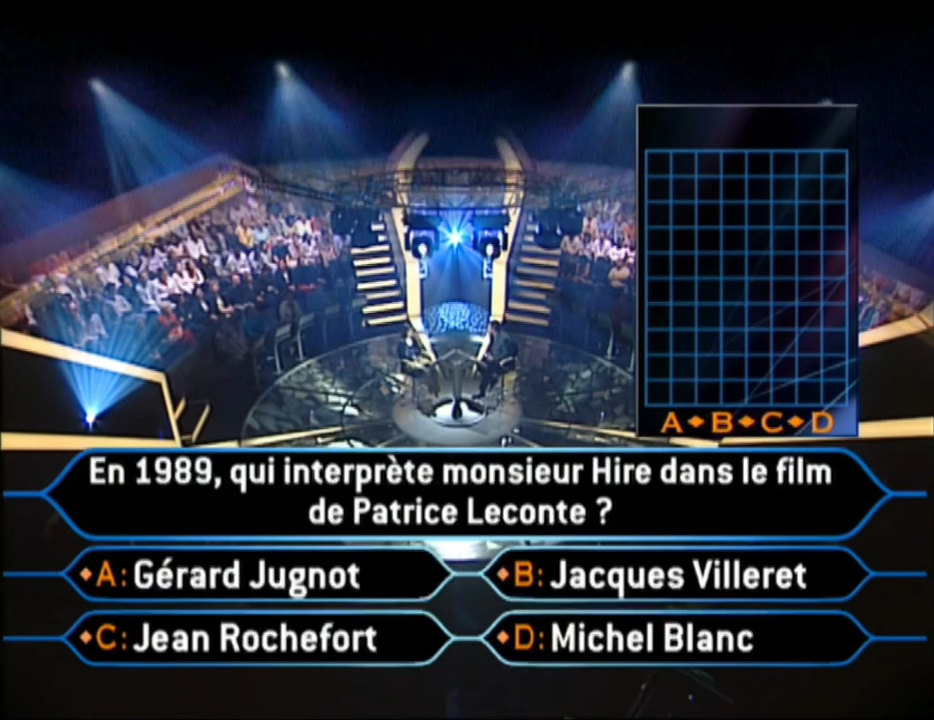 A◆B◆C◆D
En 1989, qui interprète monsieur Hire dans le film
de Patrice Leconte ?
◆A: Gérard Jugnot
◆B: Jacques Villeret
◆C: Jean Rochefort
◆D: Michel Blanc